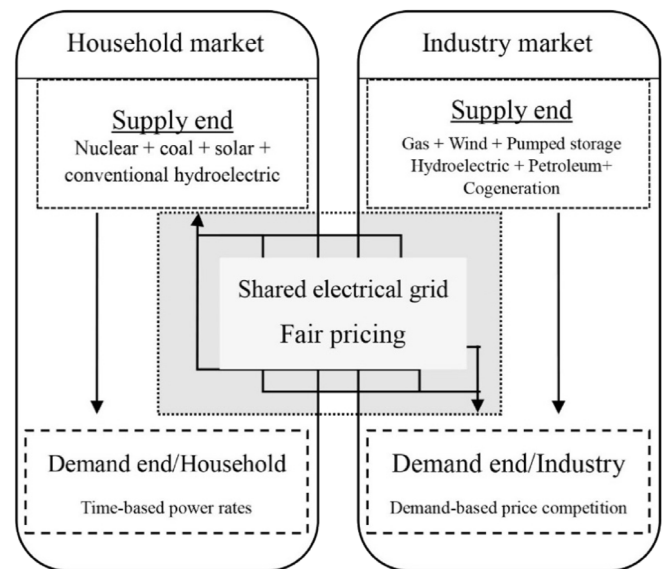 Household market
Supply end
Nuclear + coal + solar +
conventional hydroelectric
Industry market
Supply end
Gas + Wind + Pumped storage
Hydroelectric + Petroleum+
Cogeneration
Shared electrical grid
Fair pricing
Demand end/Household
Time-based power rates
Demand end/Industry
Demand-based price competition